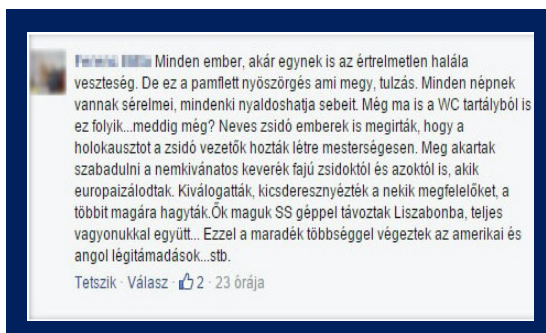 Minden ember, akár egynek is az értrelmetlen halála
veszteség. De ez a pamflett nyöszörgés ami megy, tulzás. Minden népnek
vannak sérelmei, mindenki nyaldoshatja sebeit. Még ma is a WC tartályból is
ez folyik...meddig még? Neves zsidó emberek is megirták, hogy a
holokausztot a zsidó vezetők hozták létre mesterségesen. Meg akartak
szabadulni a nemkivánatos keverék fajú zsidoktól és azoktól is, akik
europaizálodtak. Kiválogatták, kicsderesznyézték a nekik megfelelőket, a
többit magára hagyták.Ők maguk SS géppel távoztak Liszabonba, teljes
vagyonukkal együtt... Ezzel a maradék többséggel végeztek az amerikai és
angol légitámadások...stb.
Tetszik · Válasz · 2 · 23 órája